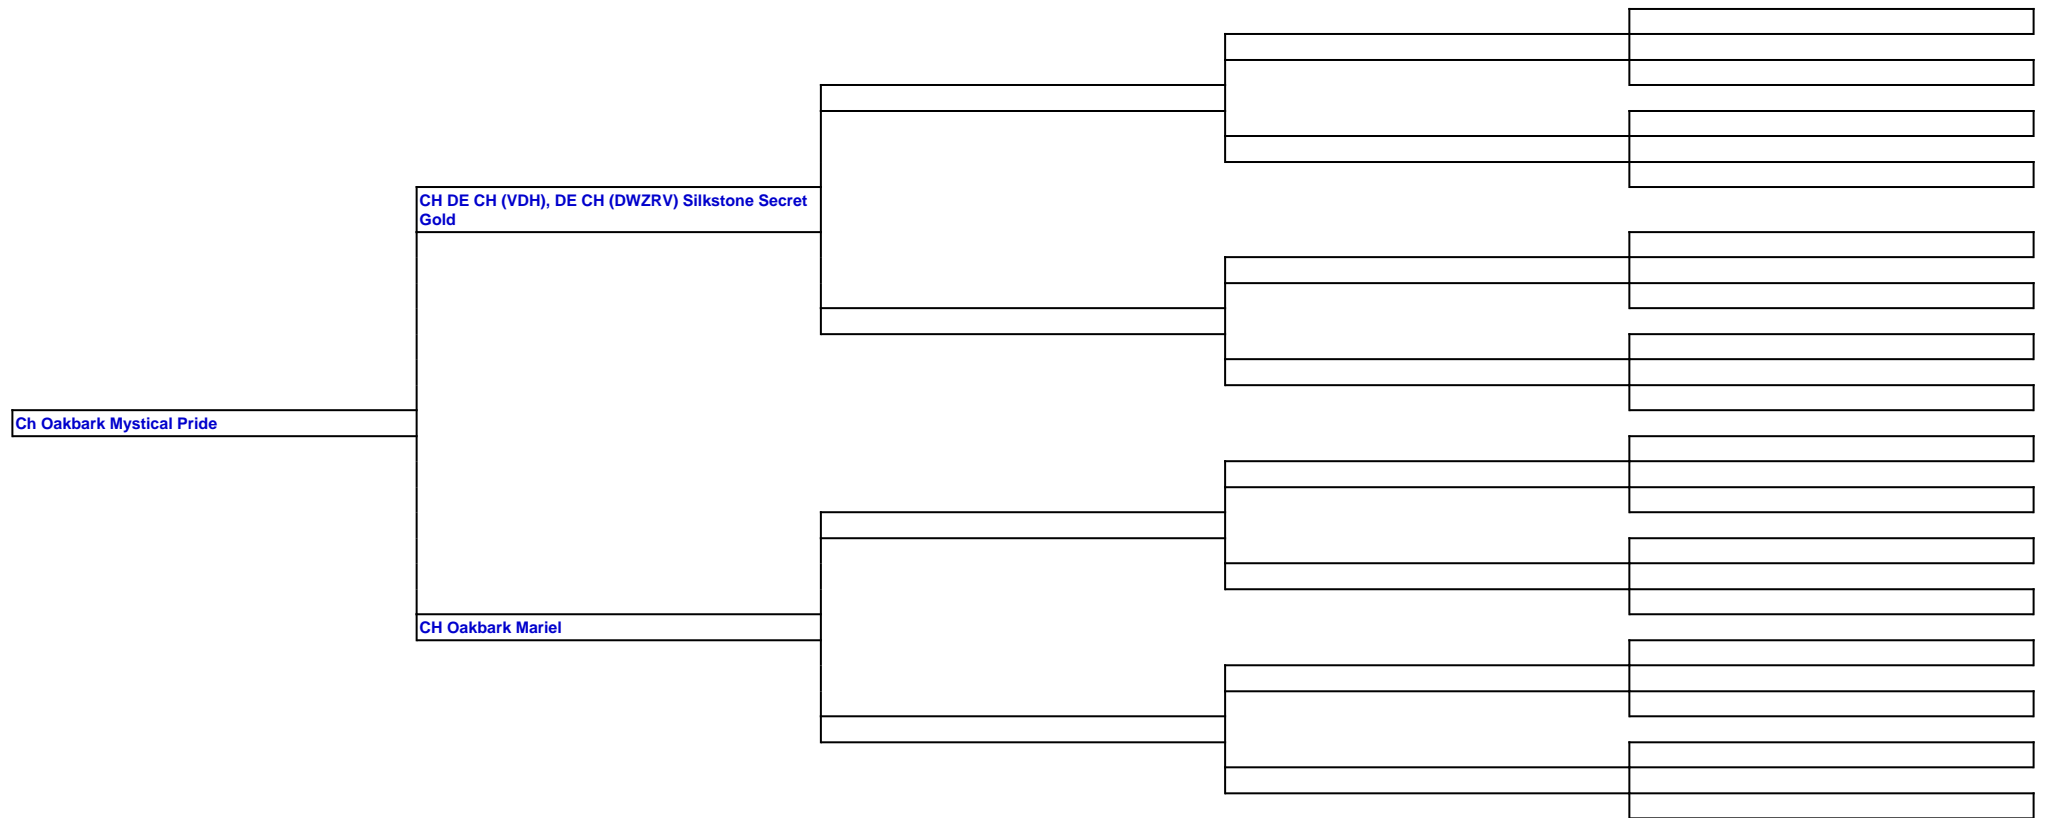 CH DE CH (VDH), DE CH (DWZRV) Silkstone Secret
Gold
Ch Oakbark Mystical Pride
CH Oakbark Mariel